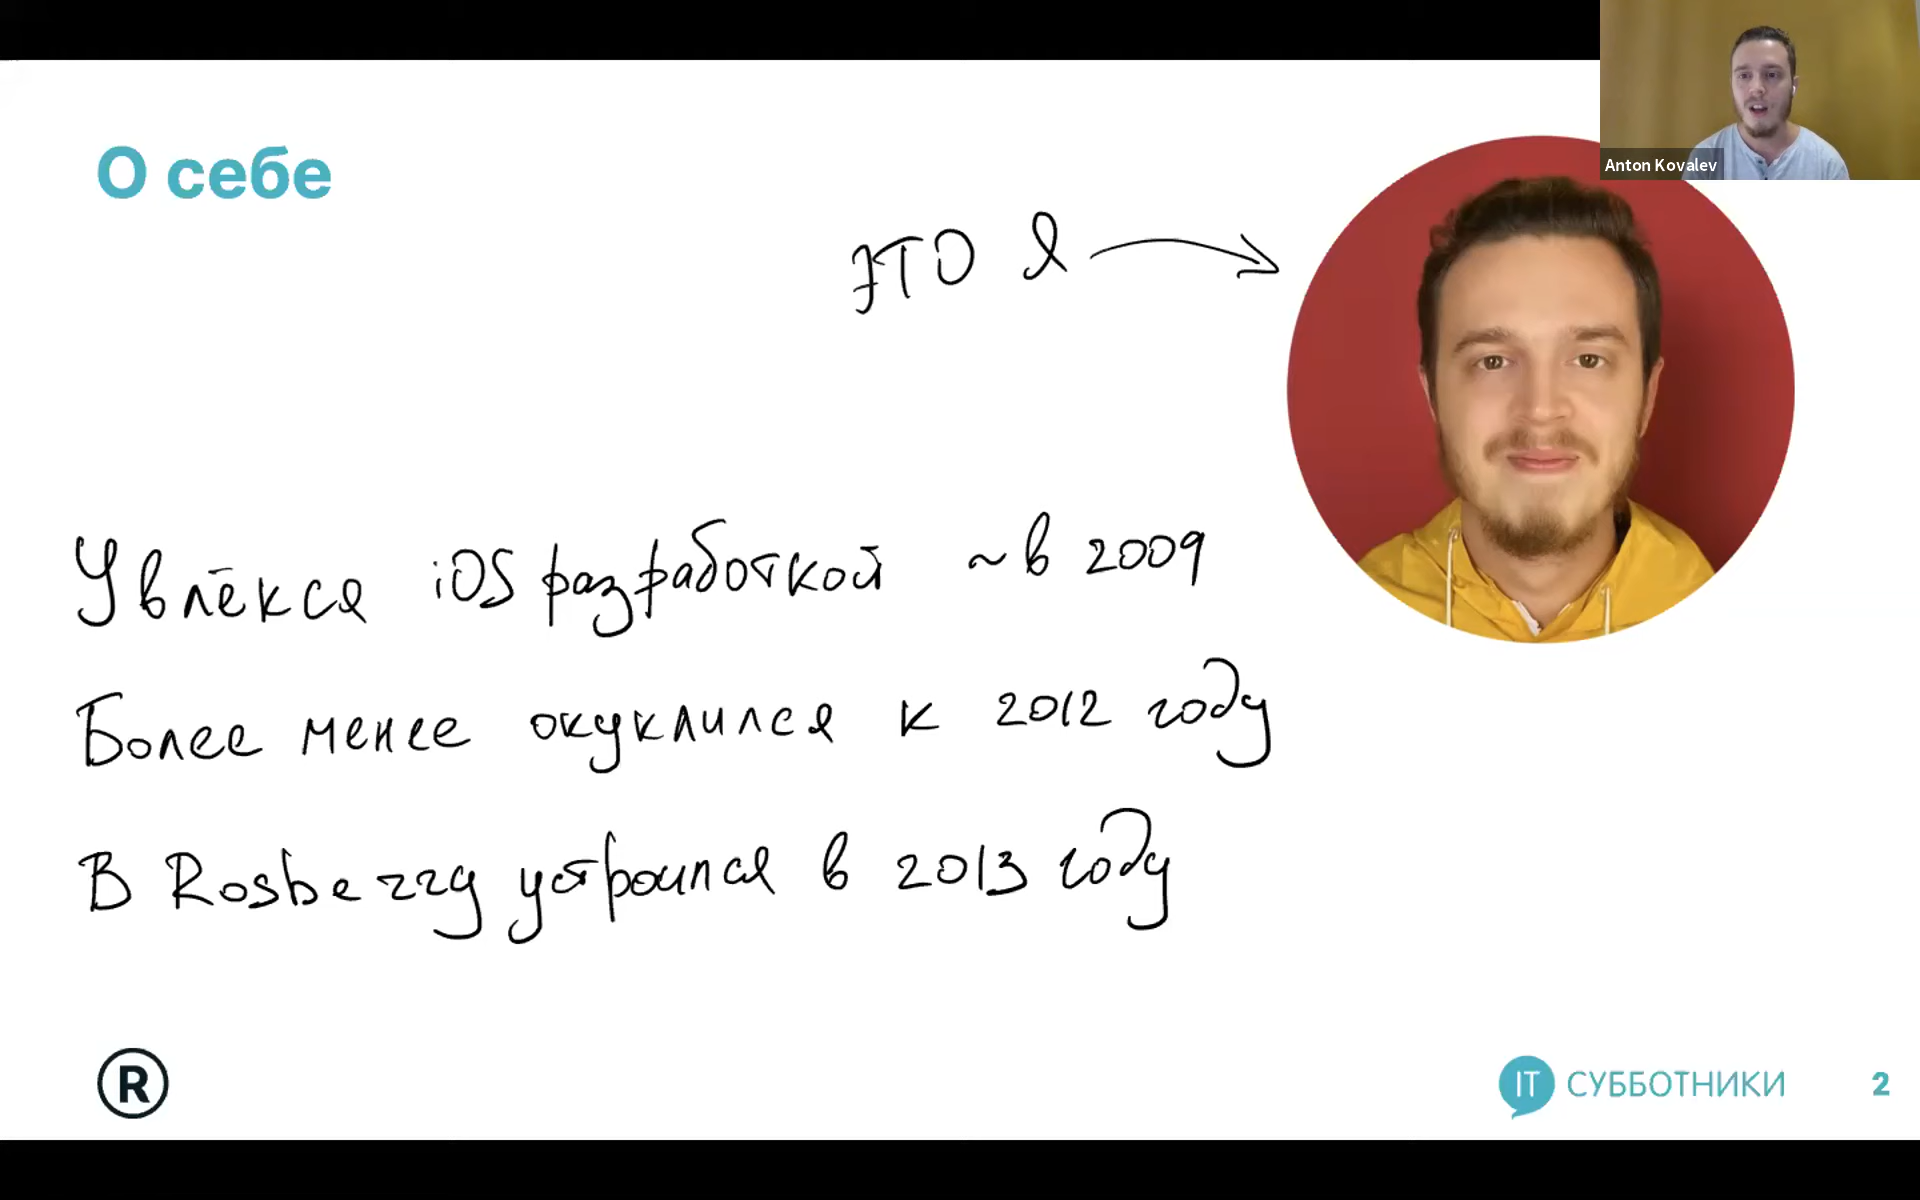 Anton Kovalev
О себе
ЭТО Я
Увлёкся iOS разработкой ~ в 2009
Более менее окуклился к 2012 году
В Rosberry устроился в 2013 году
R
IT СУББОТНИКИ 2